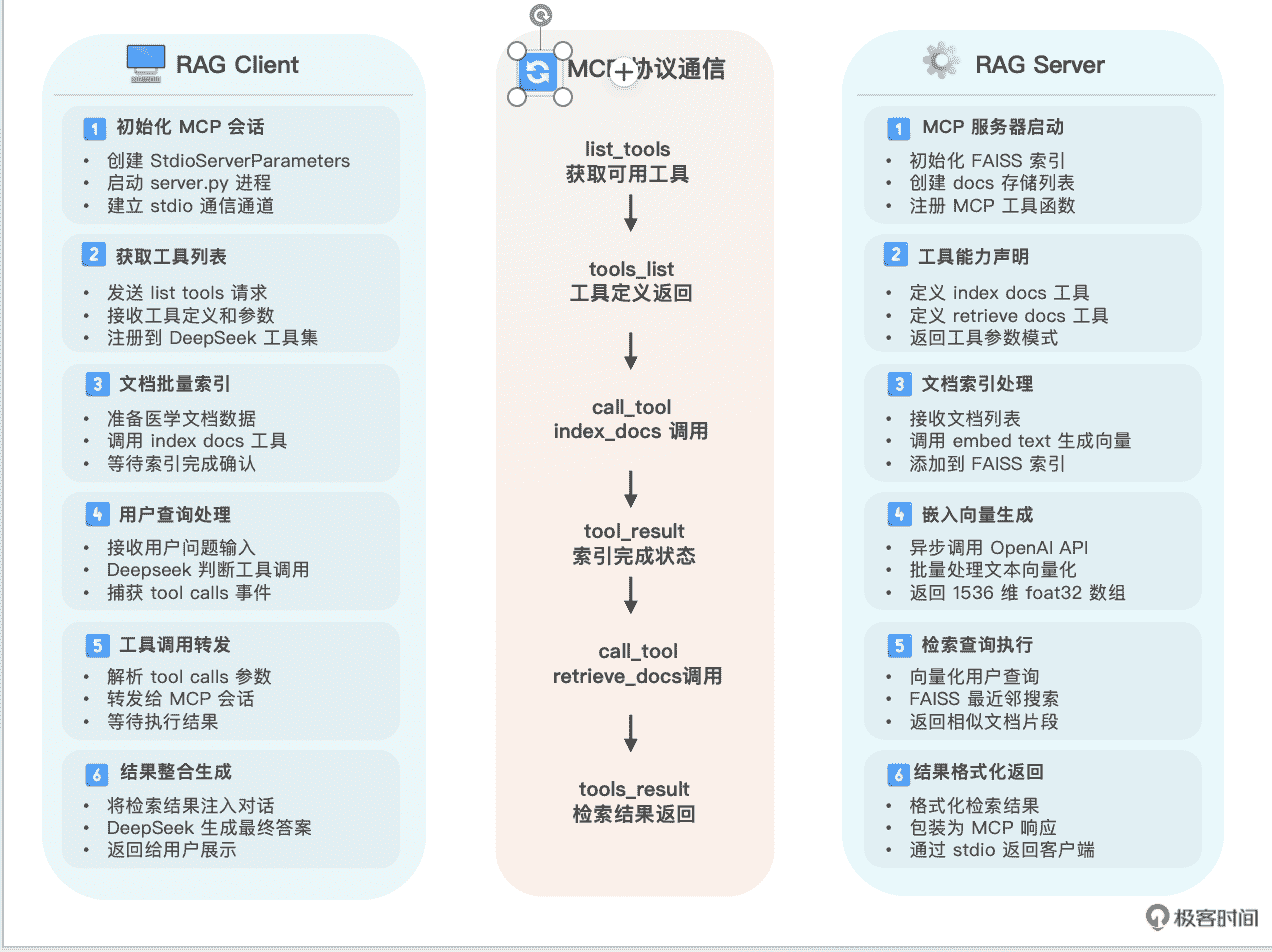 RAG Client
1 初始化 MCP 会话
• 创建 StdioServerParameters
• 启动 server.py 进程
• 建立 stdio 通信通道
2 获取工具列表
• 发送 list tools 请求
• 接收工具定义和参数
• 注册到 DeepSeek 工具集
3 文档批量索引
• 准备医学文档数据
• 调用 index docs 工具
• 等待索引完成确认
4 用户查询处理
• 接收用户问题输入
• Deepseek 判断工具调用
• 捕获 tool calls 事件
5 工具调用转发
• 解析 tool calls 参数
• 转发给 MCP 会话
• 等待执行结果
6 结果整合生成
• 将检索结果注入对话
• DeepSeek 生成最终答案
• 返回给用户展示
MCP 协议通信
list_tools
获取可用工具
tools_list
工具定义返回
call_tool
index_docs 调用
tool_result
索引完成状态
call_tool
retrieve_docs调用
tools_result
检索结果返回
RAG Server
1 MCP 服务器启动
• 初始化 FAISS 索引
• 创建 docs 存储列表
• 注册 MCP 工具函数
2 工具能力声明
• 定义 index docs 工具
• 定义 retrieve docs 工具
• 返回工具参数模式
3 文档索引处理
• 接收文档列表
• 调用 embed text 生成向量
• 添加到 FAISS 索引
4 嵌入向量生成
• 异步调用 OpenAI API
• 批量处理文本向量化
• 返回 1536 维 foat32 数组
5 检索查询执行
• 向量化用户查询
• FAISS 最近邻搜索
• 返回相似文档片段
6 结果格式化返回
• 格式化检索结果
• 包装为 MCP 响应
• 通过 stdio 返回客户端
极客时间